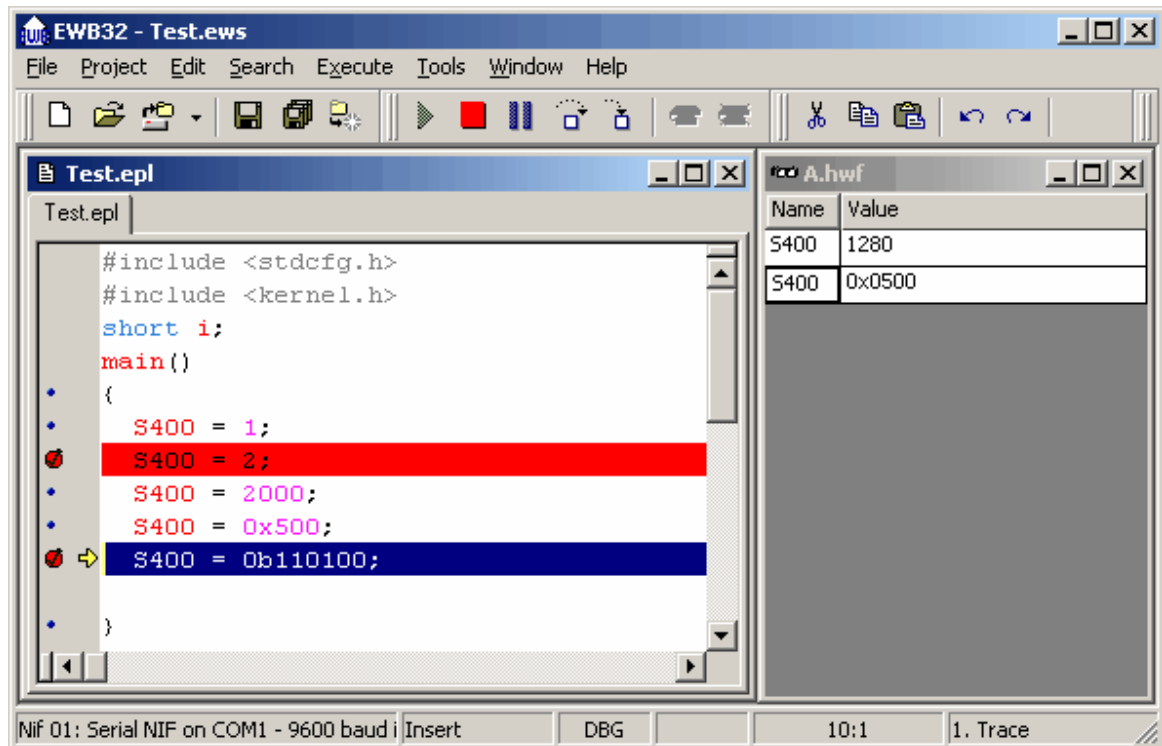 EWB32 - Test.ews
File Project Edit Search Execute Tools Window Help
Test.epl
Test.epl
#include <stdcfg.h>
#include <kernel.h>
short i;
main()
{
S400 = 1;
S400 = 2;
S400 = 2000;
S400 = 0x500;
S400 = 0b110100;
}
A.hwf
Name Value
S400 1280
S400 0x0500
Nif 01: Serial NIF on COM1 - 9600 baud i Insert DBG 10:1 1. Trace